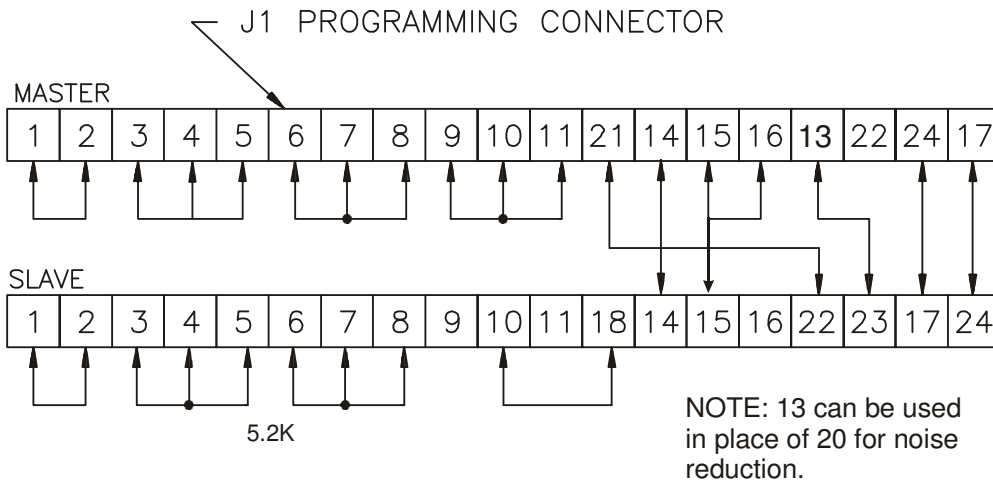 J1 PROGRAMMING CONNECTOR
MASTER
1 2 3 4 5 6 7 8 9 10 11 21 14 15 16 13 22 24 17
SLAVE
1 2 3 4 5 6 7 8 9 10 11 18 14 15 16 22 23 17 24
5.2K
NOTE: 13 can be used
in place of 20 for noise
reduction.